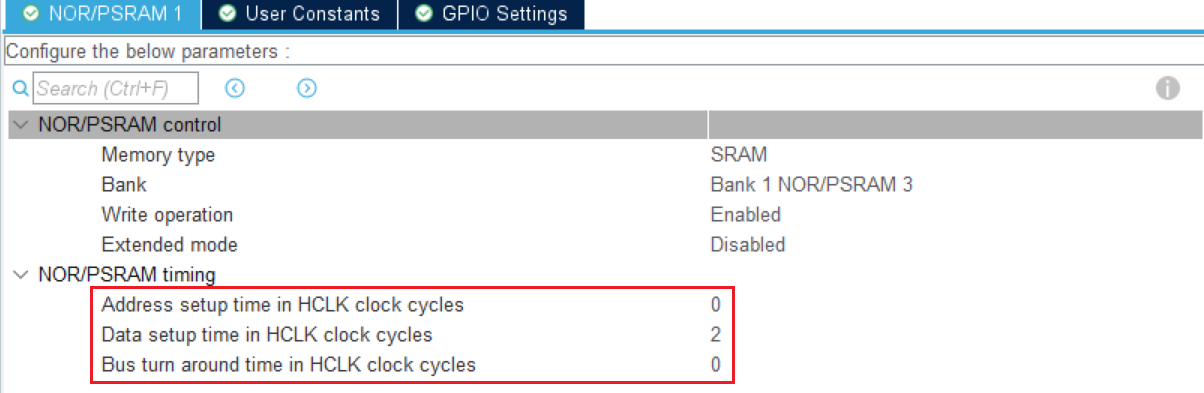 NOR/PSRAM 1 User Constants GPIO Settings
Configure the below parameters :
Search (Ctrl+F)
NOR/PSRAM control
Memory type SRAM
Bank Bank 1 NOR/PSRAM 3
Write operation Enabled
Extended mode Disabled
NOR/PSRAM timing
Address setup time in HCLK clock cycles 0
Data setup time in HCLK clock cycles 2
Bus turn around time in HCLK clock cycles 0